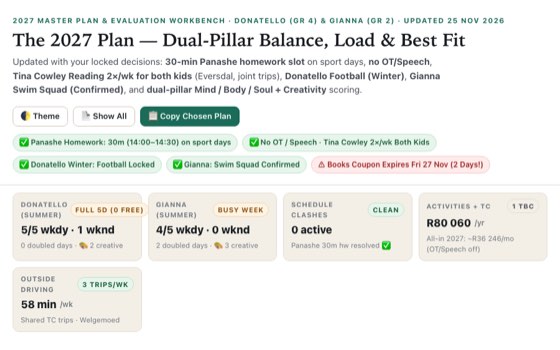 2027 MASTER PLAN & EVALUATION WORKBENCH · DONATELLO (GR 4) & GIANNA (GR 2) · UPDATED 25 NOV 2026
The 2027 Plan — Dual-Pillar Balance, Load & Best Fit
Updated with your locked decisions: 30-min Panashe homework slot on sport days, no OT/Speech,
Tina Cowley Reading 2×/wk for both kids (Eversdal, joint trips), Donatello Football (Winter), Gianna
Swim Squad (Confirmed), and dual-pillar Mind / Body / Soul + Creativity scoring.
🌓 Theme
📄 Show All
📋 Copy Chosen Plan
✅ Panashe Homework: 30m (14:00–14:30) on sport days
✅ No OT / Speech · Tina Cowley 2×/wk Both Kids
✅ Donatello Winter: Football Locked
✅ Gianna: Swim Squad Confirmed
⚠ Books Coupon Expires Fri 27 Nov (2 Days!)
DONATELLO (SUMMER)
FULL 5D (0 FREE)
5/5 wkdy · 1 wknd
0 doubled days · 🎨 2 creative
GIANNA (SUMMER)
BUSY WEEK
4/5 wkdy · 0 wknd
2 doubled days · 🎨 3 creative
SCHEDULE CLASHES
CLEAN
0 active
Panashe 30m hw resolved ✅
ACTIVITIES + TC
1 TBC
R80 060 /yr
All-in 2027: ~R36 246/mo
(OT/Speech off)
OUTSIDE DRIVING
3 TRIPS/WK
58 min /wk
Shared TC trips · Welgemoed